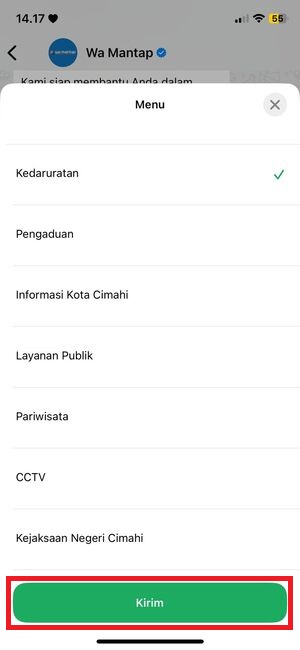 14.17
55
Wa Mantap
Kami siap membantu Anda dalam
Menu
Kedaruratan
Pengaduan
Informasi Kota Cimahi
Layanan Publik
Pariwisata
CCTV
Kejaksaan Negeri Cimahi
Kirim